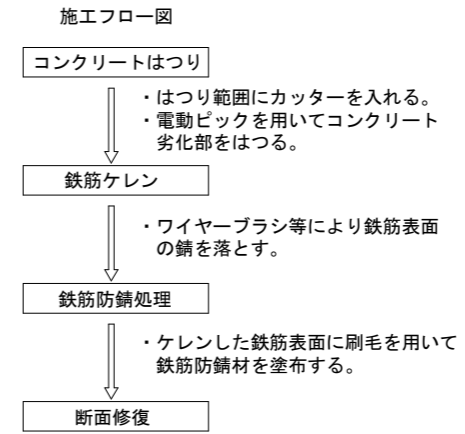 施工フロー図
コンクリートはつり
・はつり範囲にカッターを入れる。
・電動ピックを用いてコンクリート
劣化部をはつる。
鉄筋ケレン
・ワイヤーブラシ等により鉄筋表面
の錆を落とす。
鉄筋防錆処理
・ケレンした鉄筋表面に刷毛を用いて
鉄筋防錆材を塗布する。
断面修復